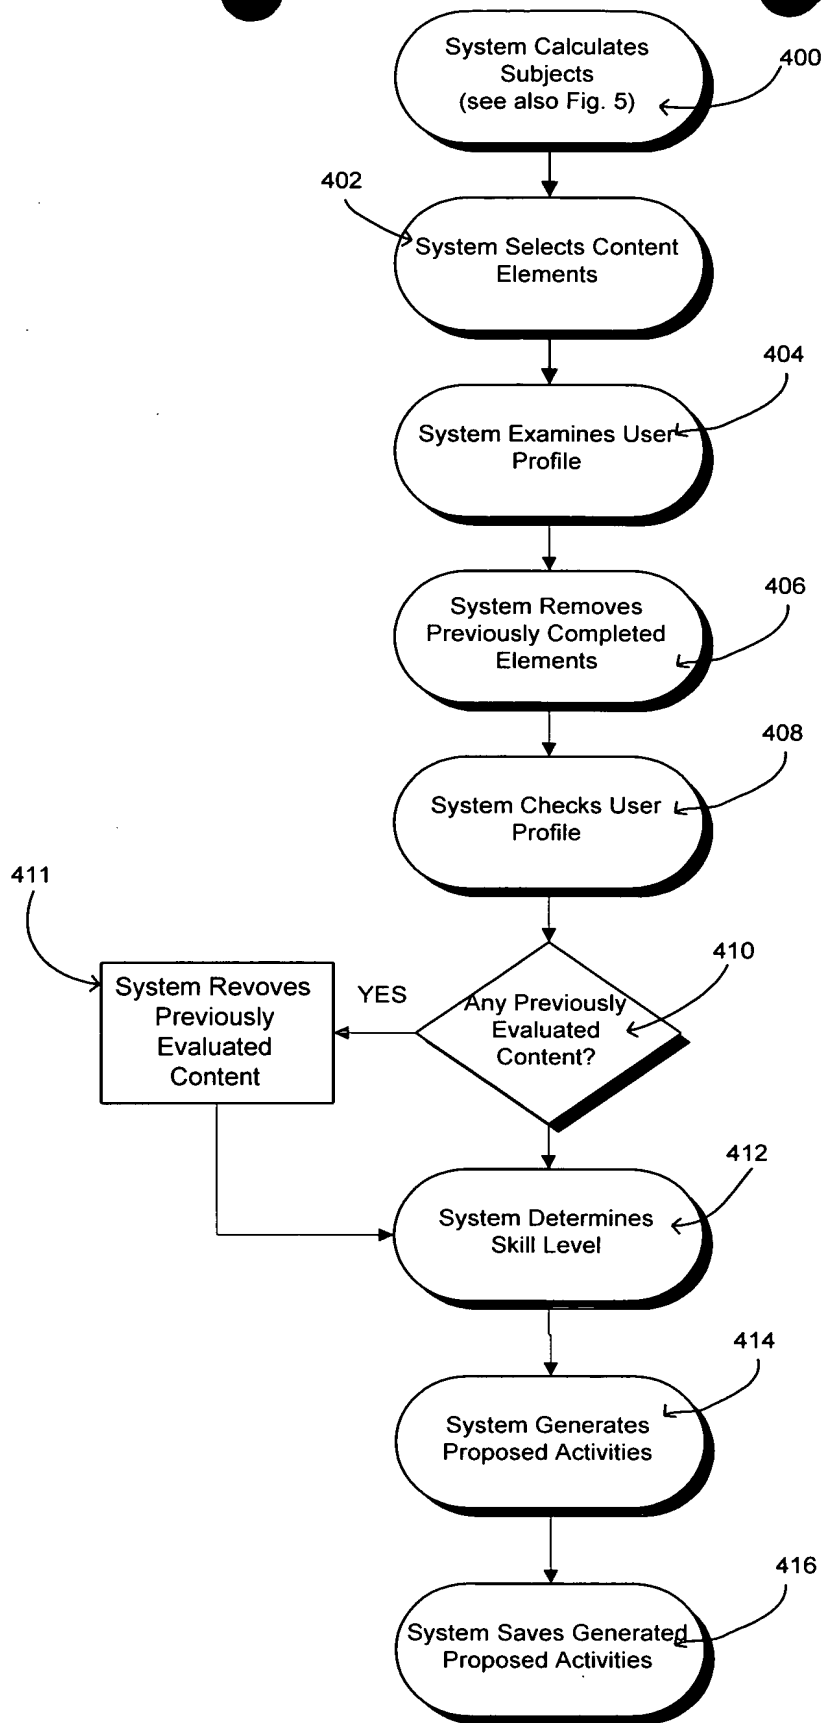 System Calculates
Subjects
(see also Fig. 5)
400
402
System Selects Content
Elements
404
System Examines User
Profile
406
System Removes
Previously Completed
Elements
408
System Checks User
Profile
411
System Revoves
Previously
Evaluated
Content
YES
410
Any Previously
Evaluated
Content?
412
System Determines
Skill Level
414
System Generates
Proposed Activities
416
System Saves Generated
Proposed Activities